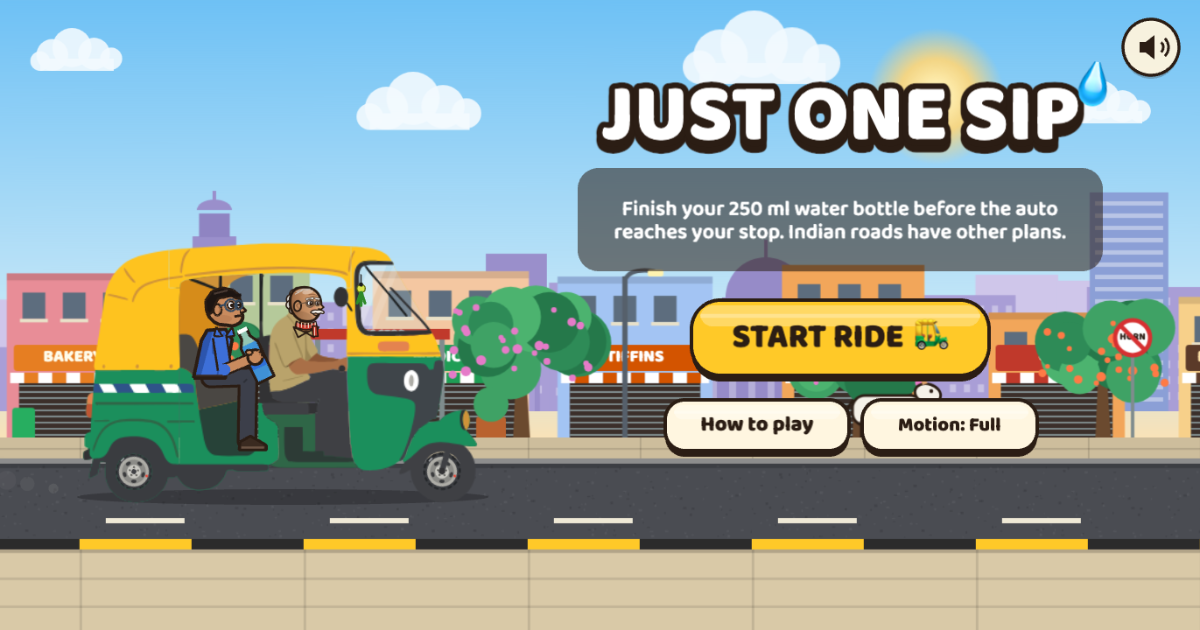 JUST ONE SIP
Finish your 250 ml water bottle before the auto
reaches your stop. Indian roads have other plans.
START RIDE
How to play
Motion: Full
BAKERY
TIFFINS
HORN